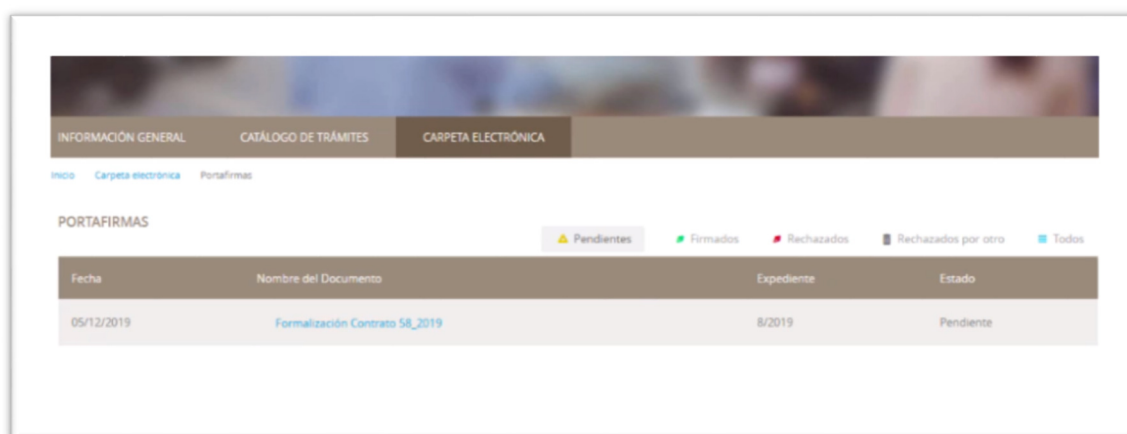 INFORMACIÓN GENERAL CATÁLOGO DE TRÁMITES CARPETA ELECTRÓNICA
Inicio Carpeta electrónica Portafirmas
PORTAFIRMAS
Pendientes Firmados Rechazados Rechazados por otro Todos
Fecha Nombre del Documento Expediente Estado
05/12/2019 Formalización Contrato 58_2019 8/2019 Pendiente